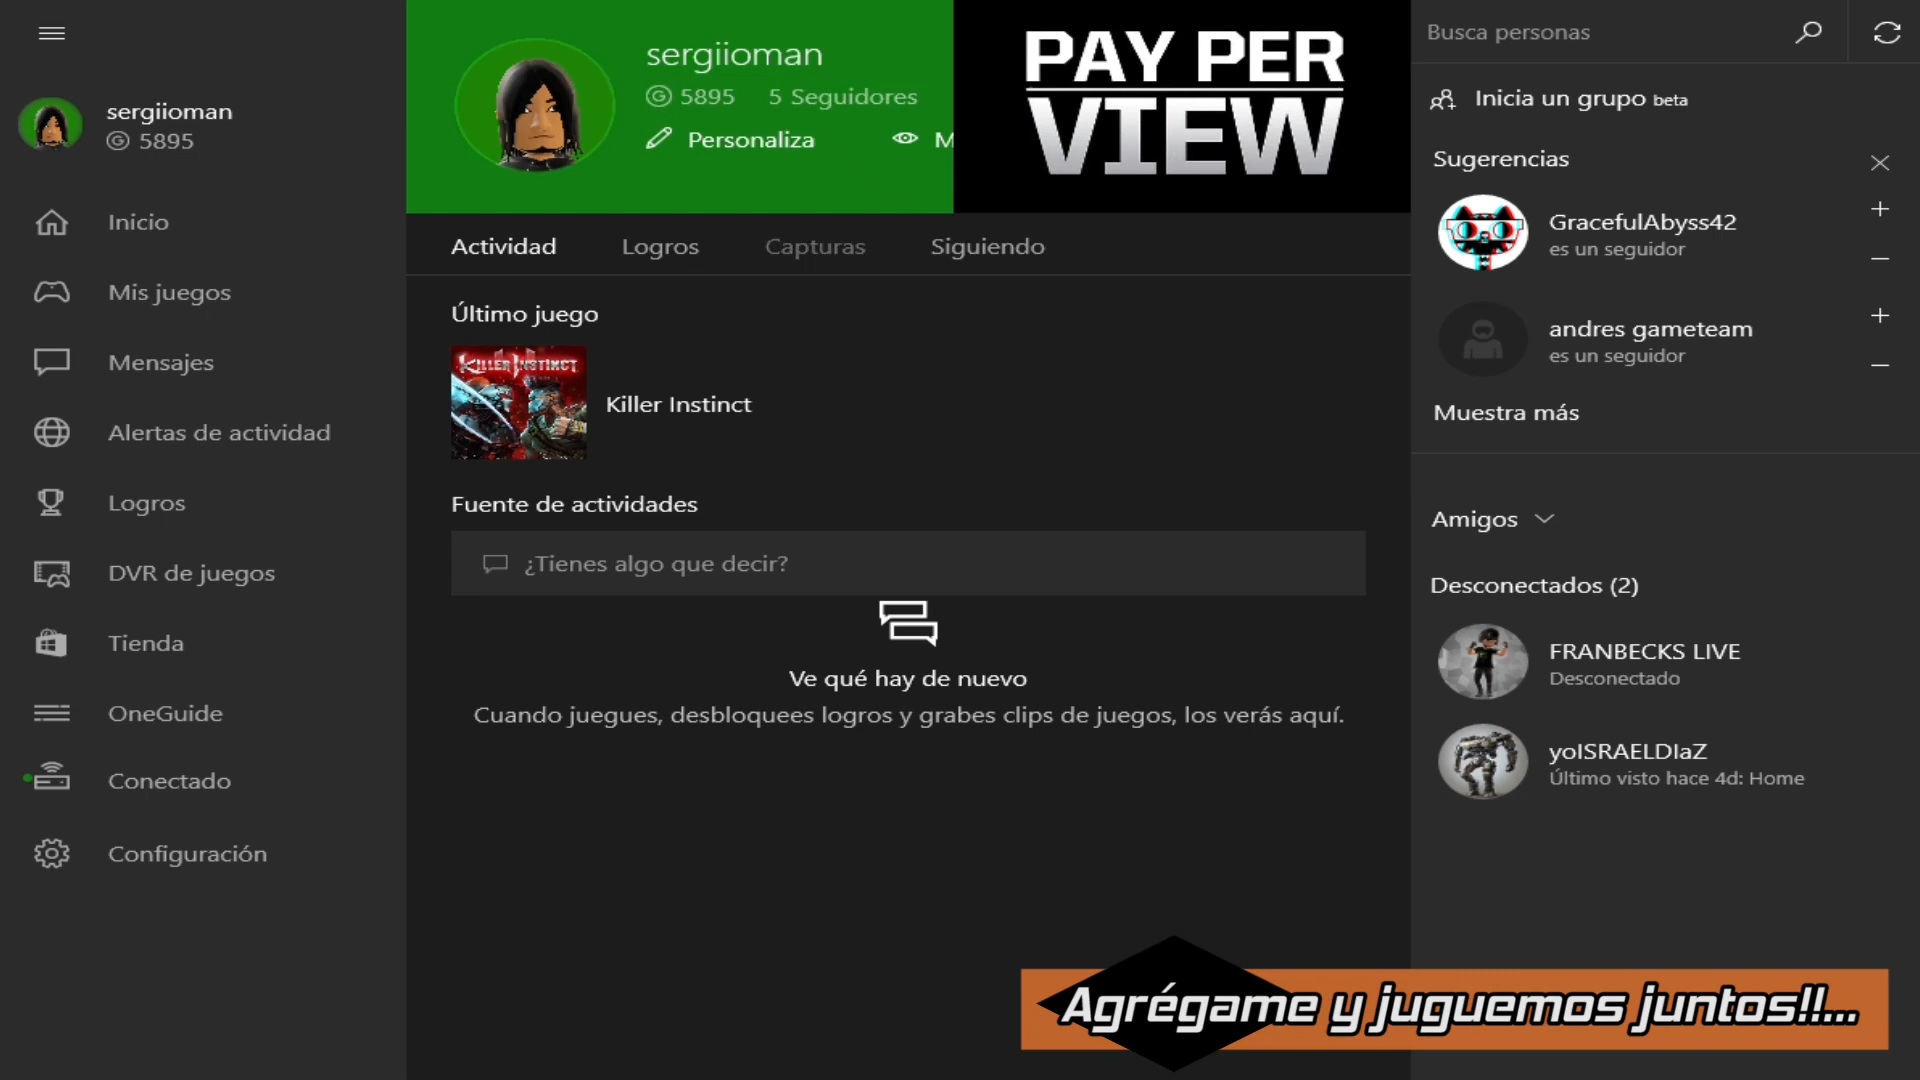 sergiioman
5895
Inicio
Mis juegos
Mensajes
Alertas de actividad
Logros
DVR de juegos
Tienda
OneGuide
Conectado
Configuración
sergiioman
5895 5 Seguidores
Personaliza M
PAY PER
VIEW
Actividad Logros Capturas Siguiendo
Último juego
KILLER INSTINCT
Killer Instinct
Fuente de actividades
¿Tienes algo que decir?
Ve qué hay de nuevo
Cuando juegues, desbloquees logros y grabes clips de juegos, los verás aquí.
Busca personas
Inicia un grupo beta
Sugerencias
GracefulAbyss42
es un seguidor
andres gameteam
es un seguidor
Muestra más
Amigos
Desconectados (2)
FRANBECKS LIVE
Desconectado
yoISRAELDIaZ
Último visto hace 4d: Home
Agrégame y juguemos juntos!!...